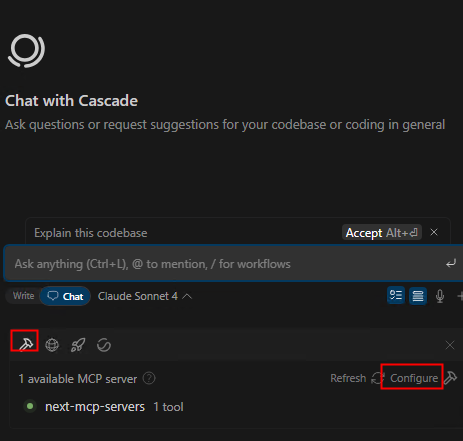 Chat with Cascade
Ask questions or request suggestions for your codebase or coding in general
Explain this codebase Accept Alt+⏎ ×
Ask anything (Ctrl+L), @ to mention, / for workflows
Write Chat Claude Sonnet 4
1 available MCP server Refresh Configure
next-mcp-servers 1 tool